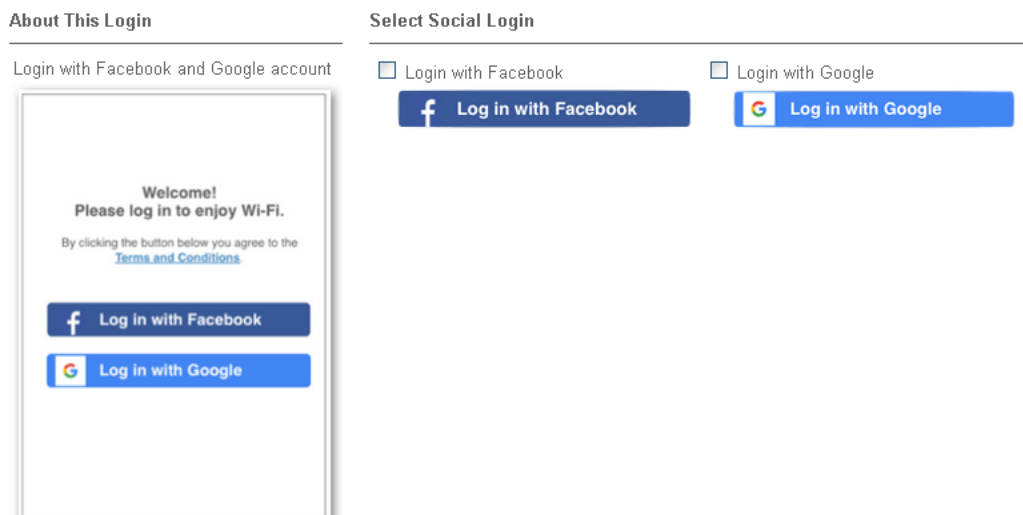 About This Login
Login with Facebook and Google account
Welcome!
Please log in to enjoy Wi-Fi.
By clicking the button below you agree to the
Terms and Conditions.
f Log in with Facebook
G Log in with Google
Select Social Login
Login with Facebook
f Log in with Facebook
Login with Google
G Log in with Google